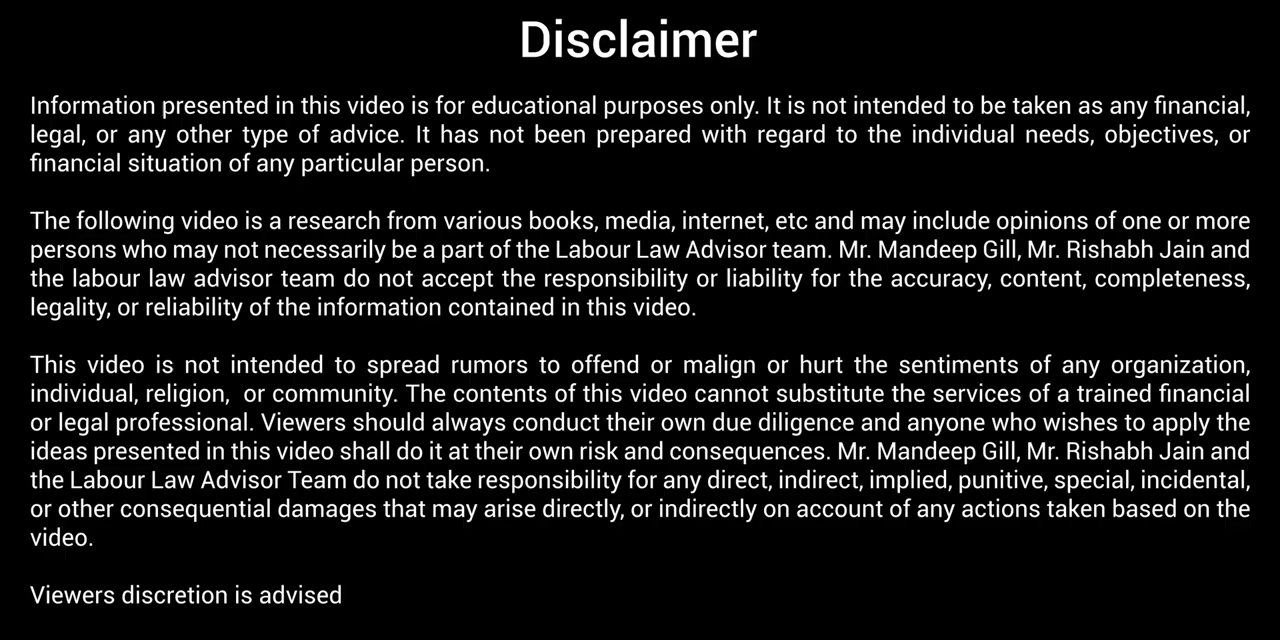 Disclaimer
Information presented in this video is for educational purposes only. It is not intended to be taken as any financial,
legal, or any other type of advice. It has not been prepared with regard to the individual needs, objectives, or
financial situation of any particular person.
The following video is a research from various books, media, internet, etc and may include opinions of one or more
persons who may not necessarily be a part of the Labour Law Advisor team. Mr. Mandeep Gill, Mr. Rishabh Jain and
the labour law advisor team do not accept the responsibility or liability for the accuracy, content, completeness,
legality, or reliability of the information contained in this video.
This video is not intended to spread rumors to offend or malign or hurt the sentiments of any organization,
individual, religion,  or community. The contents of this video cannot substitute the services of a trained financial
or legal professional. Viewers should always conduct their own due diligence and anyone who wishes to apply the
ideas presented in this video shall do it at their own risk and consequences. Mr. Mandeep Gill, Mr. Rishabh Jain and
the Labour Law Advisor Team do not take responsibility for any direct, indirect, implied, punitive, special, incidental,
or other consequential damages that may arise directly, or indirectly on account of any actions taken based on the
video.
Viewers discretion is advised